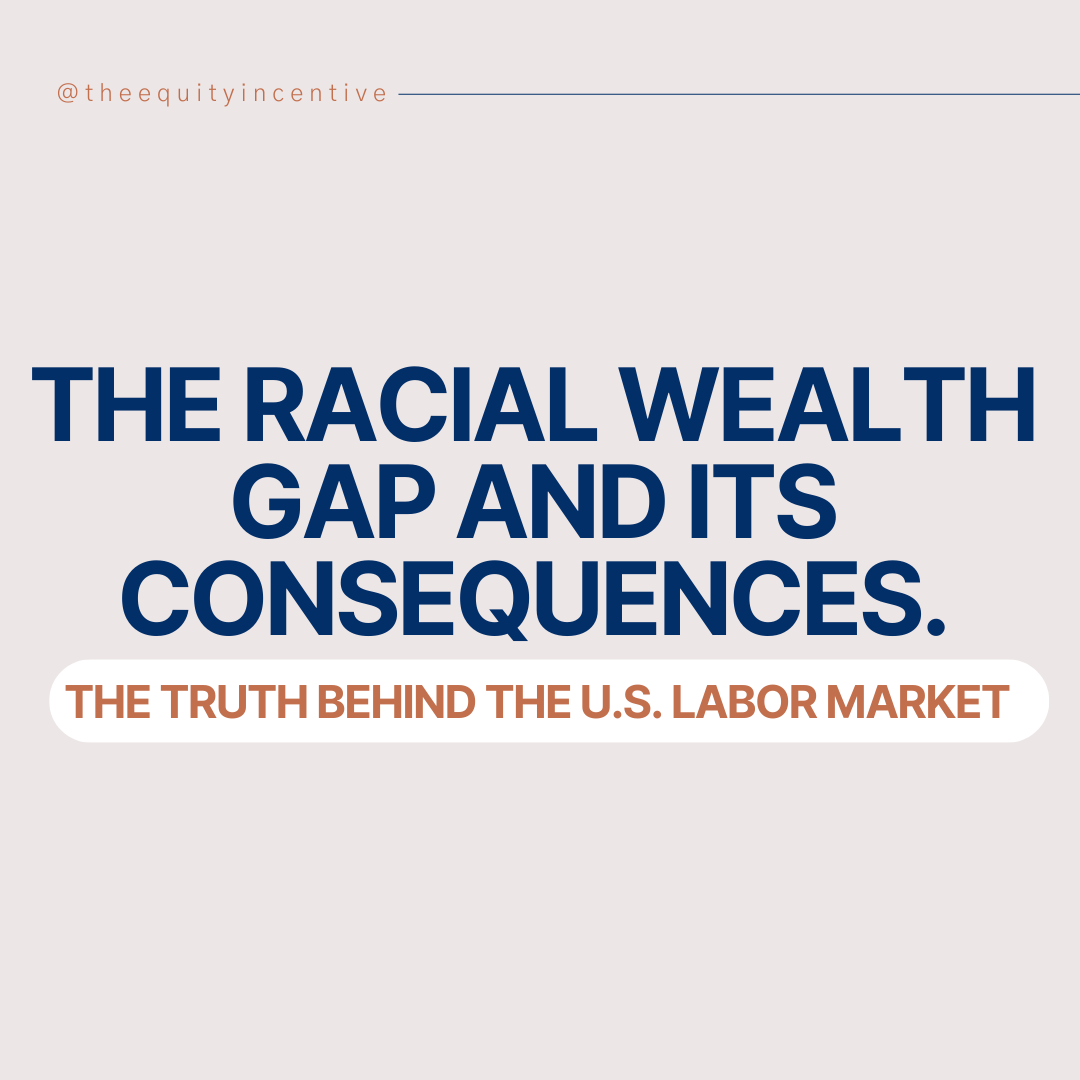 @theequityincentive
THE RACIAL WEALTH
GAP AND ITS
CONSEQUENCES.
THE TRUTH BEHIND THE U.S. LABOR MARKET